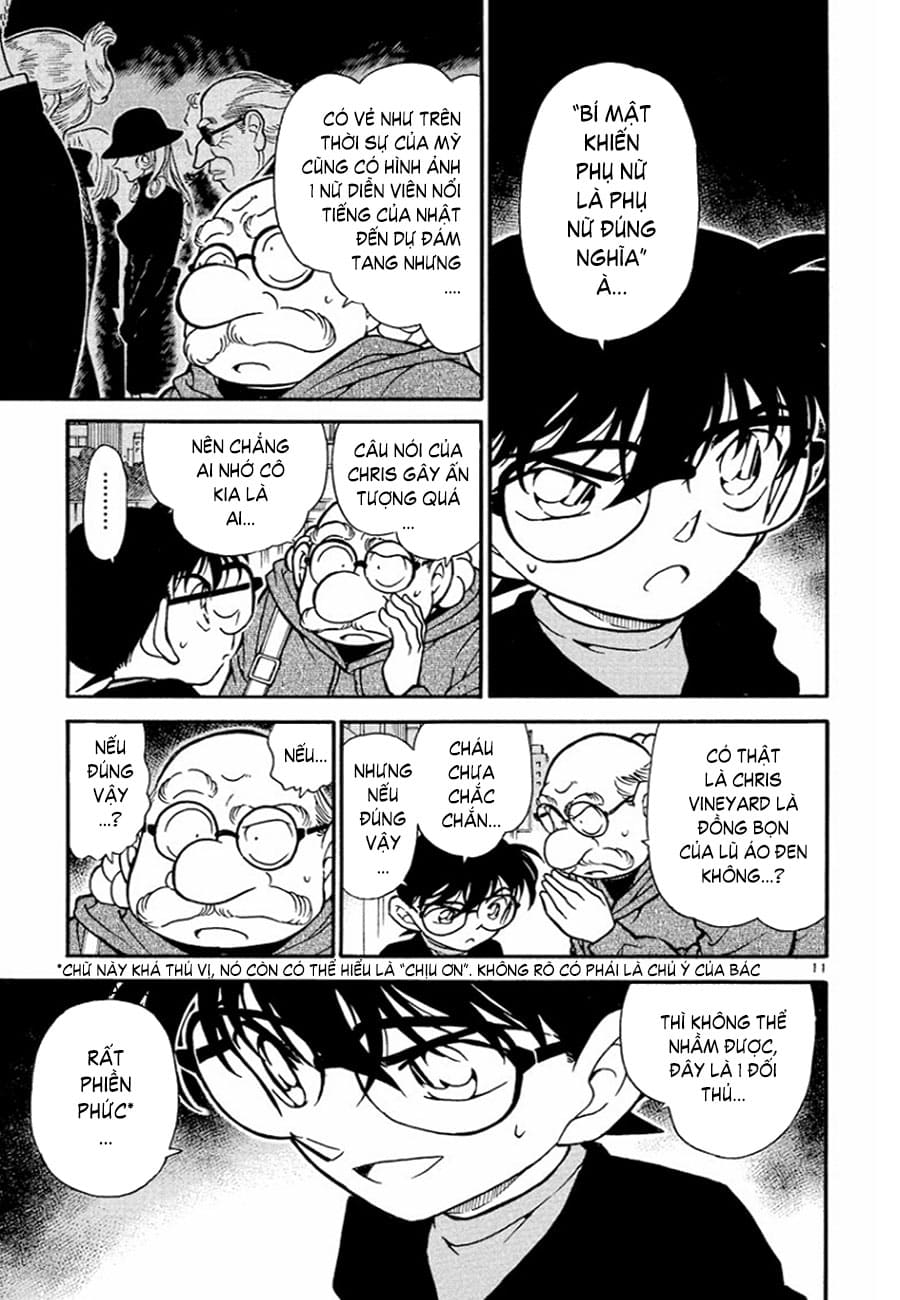 "BÍ MẬT
KHIẾN
PHỤ NỮ
LÀ PHỤ
NỮ ĐÚNG
NGHĨA"
À...
CÓ VẺ NHƯ TRÊN
THỜI SỰ CỦA MỸ
CŨNG CÓ HÌNH ẢNH
1 NỮ DIỄN VIÊN NỔI
TIẾNG CỦA NHẬT
ĐẾN DỰ ĐÁM
TANG NHƯNG
....
CÂU NÓI CỦA
CHRIS GÂY ẤN
TƯỢNG QUÁ
...
NÊN CHẲNG
AI NHỚ CÔ
KIA LÀ
AI...
.........
CÓ THẬT
LÀ CHRIS
VINEYARD LÀ
ĐỒNG BỌN
CỦA LŨ ÁO ĐEN
KHÔNG...?
CHÁU
CHƯA
CHẮC
CHẮN...
NHƯNG
NẾU
ĐÚNG
VẬY
...
NẾU...
NẾU
ĐÚNG
VẬY
...?
*CHỮ NÀY KHÁ THÚ VỊ, NÓ CÒN CÓ THỂ HIỂU LÀ "CHỊU ƠN". KHÔNG RÕ CÓ PHẢI LÀ CHỦ Ý CỦA BÁC
11
THÌ KHÔNG THỂ
NHẦM ĐƯỢC,
ĐÂY LÀ 1 ĐỐI
THỦ...
RẤT
PHIỀN
PHỨC*
...